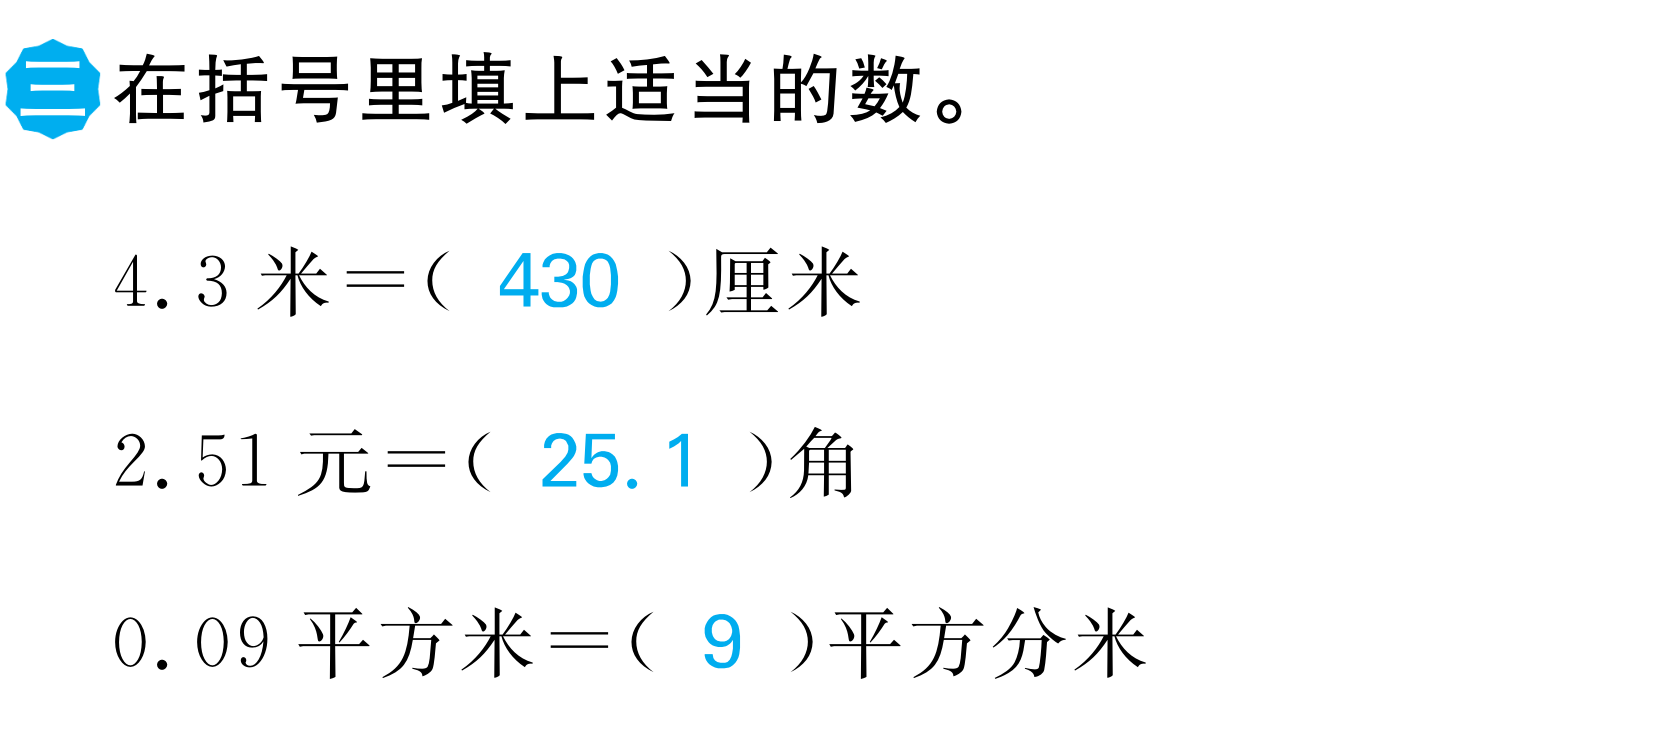 三 在括号里填上适当的数。
4.3 米=( 430 )厘米
2.51 元=( 25.1 )角
0.09 平方米=( 9 )平方分米